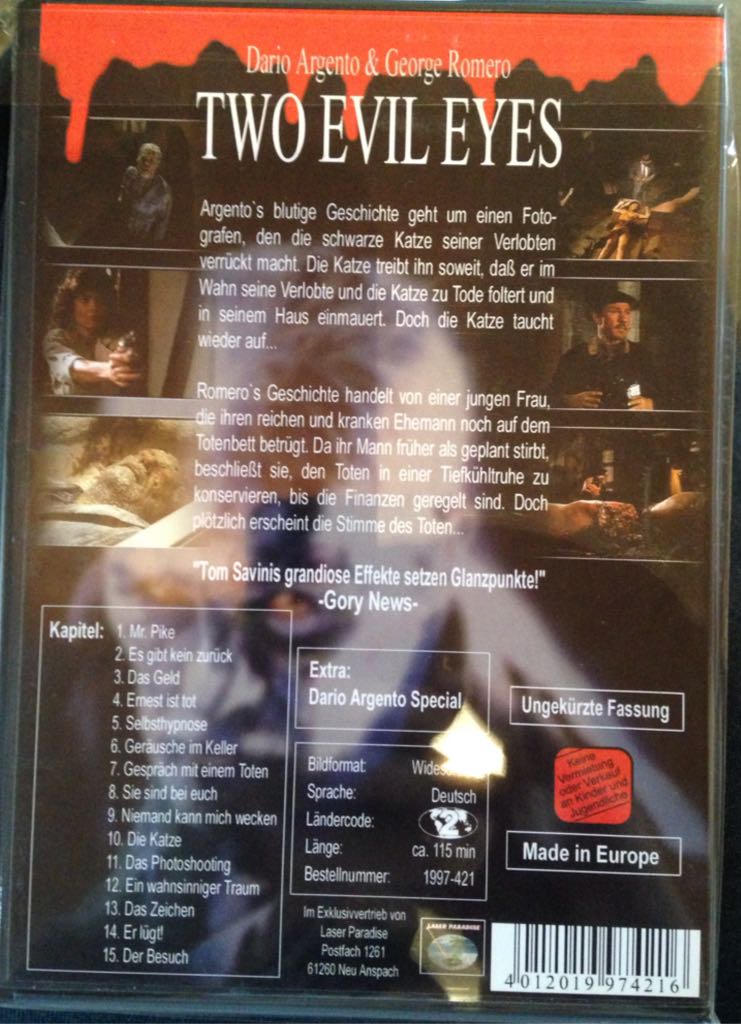 Dario Argento & George Romero
TWO EVIL EYES
Argento`s blutige Geschichte geht um einen Foto-
grafen, den die schwarze Katze seiner Verlobten
verrückt macht. Die Katze treibt ihn soweit, daß er im
Wahn seine Verlobte und die Katze zu Tode foltert und
in seinem Haus einmauert. Doch die Katze taucht
wieder auf...
Romero`s Geschichte handelt von einer jungen Frau,
die ihren reichen und kranken Ehemann noch auf dem
Totenbett betrügt. Da ihr Mann früher als geplant stirbt,
beschließt sie, den Toten in einer Tiefkühltruhe zu
konservieren, bis die Finanzen geregelt sind. Doch
plötzlich erscheint die Stimme des Toten...
"Tom Savinis grandiose Effekte setzen Glanzpunkte!"
-Gory News-
Kapitel: 1. Mr. Pike
2. Es gibt kein zurück
3. Das Geld
4. Ernest ist tot
5. Selbsthypnose
6. Geräusche im Keller
7. Gespräch mit einem Toten
8. Sie sind bei euch
9. Niemand kann mich wecken
10. Die Katze
11. Das Photoshooting
12. Ein wahnsinniger Traum
13. Das Zeichen
14. Er lügt!
15. Der Besuch
Extra:
Dario Argento Special
Bildformat:
Sprache: Deutsch
Ländercode: 2
Länge: ca. 115 min
Bestellnummer: 1997-421
Im Exklusivvertrieb von
Laser Paradise
Postfach 1261
61260 Neu Anspach
LASER PARADISE
Ungekürzte Fassung
Keine
Vermietung
oder Verkauf
an Kinder und
Jugendliche
Made in Europe
4 012019 974216